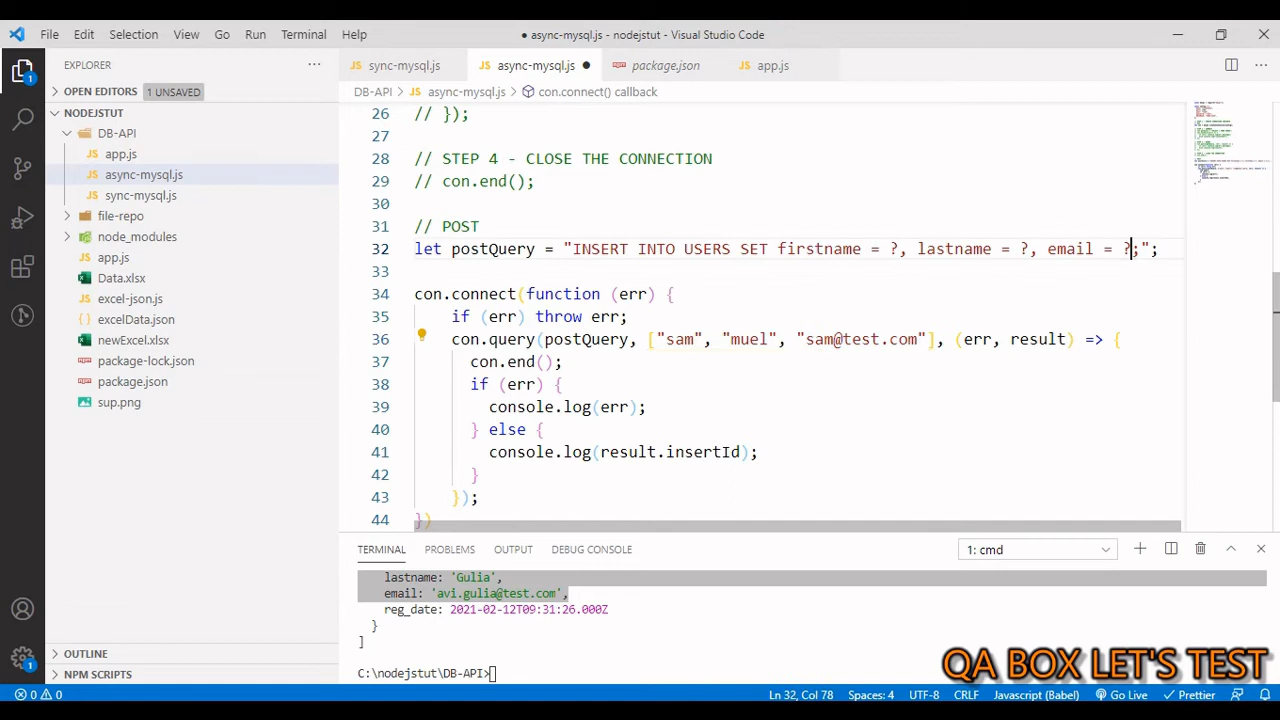 File Edit Selection View Go Run Terminal Help
● async-mysql.js - nodejstut - Visual Studio Code
EXPLORER ···
sync-mysql.js async-mysql.js ● package.json app.js
OPEN EDITORS 1 UNSAVED
DB-API > async-mysql.js > con.connect() callback
NODEJSTUT
DB-API
app.js
async-mysql.js
sync-mysql.js
file-repo
node_modules
app.js
Data.xlsx
excel-json.js
excelData.json
newExcel.xlsx
package-lock.json
package.json
sup.png
OUTLINE
NPM SCRIPTS
1
1
26 // });
27
28 // STEP 4 - CLOSE THE CONNECTION
29 // con.end();
30
31 // POST
32 let postQuery = "INSERT INTO USERS SET firstname = ?, lastname = ?, email = ?;";
33
34 con.connect(function (err) {
35 if (err) throw err;
36 con.query(postQuery, ["sam", "muel", "sam@test.com"], (err, result) => {
37 con.end();
38 if (err) {
39 console.log(err);
40 } else {
41 console.log(result.insertId);
42 }
43 });
44 })
TERMINAL PROBLEMS OUTPUT DEBUG CONSOLE 1: cmd
lastname: 'Gulia',
email: 'avi.gulia@test.com',
reg_date: 2021-02-12T09:31:26.000Z
}
]
C:\nodejstut\DB-API>
QA BOX LET'S TEST
0 0 Ln 32, Col 78 Spaces: 4 UTF-8 CRLF Javascript (Babel) Go Live Prettier